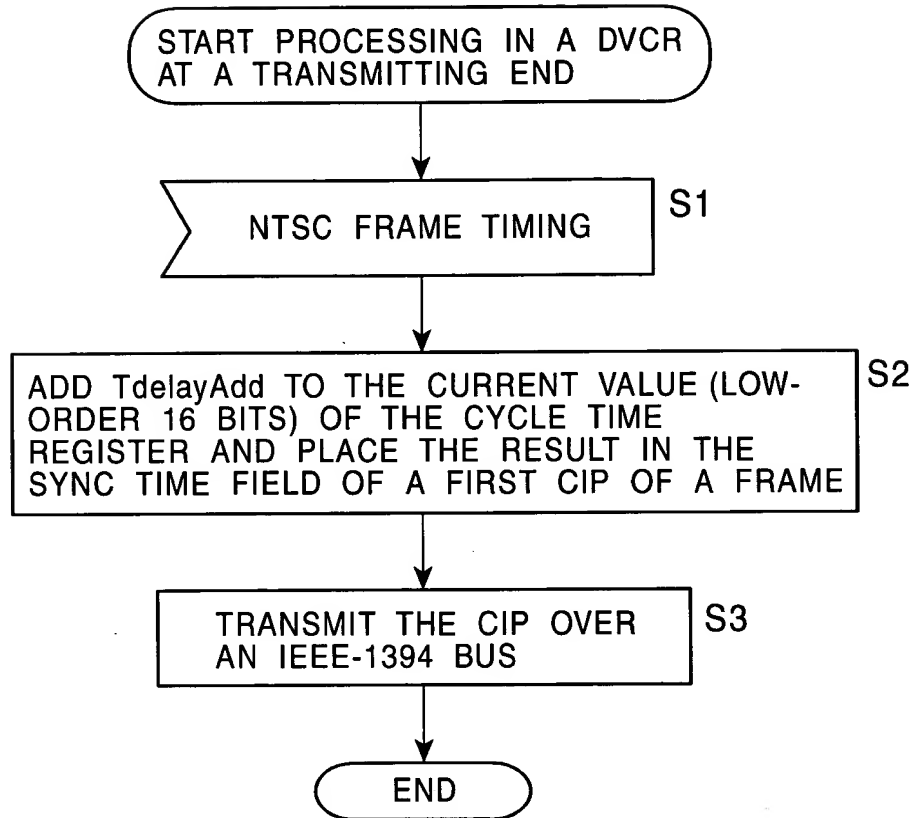 START PROCESSING IN A DVCR
AT A TRANSMITTING END
NTSC FRAME TIMING
S1
ADD TdelayAdd TO THE CURRENT VALUE (LOW-
ORDER 16 BITS) OF THE CYCLE TIME
REGISTER AND PLACE THE RESULT IN THE
SYNC TIME FIELD OF A FIRST CIP OF A FRAME
S2
TRANSMIT THE CIP OVER
AN IEEE-1394 BUS
S3
END